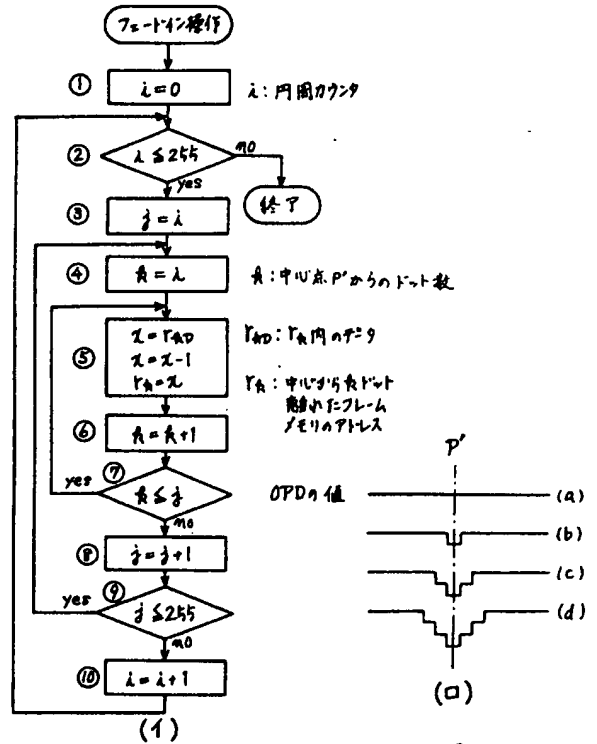 フェードイン操作
① i=0
i:円周カウンタ
② i≦255
no
yes
終了
③ j=i
④ k=i
k:中心点P'からのドット数
⑤ x=rkD
x=x-1
rk=x
rkD:rk内のデータ
rk:中心からkドット
離れたフレーム
メモリのアドレス
⑥ k=k+1
⑦ k≦j
yes
no
⑧ j=j+1
⑨ j≦255
yes
no
⑩ i=i+1
(イ)
P'
OPDの値
(a)
(b)
(c)
(d)
(ロ)